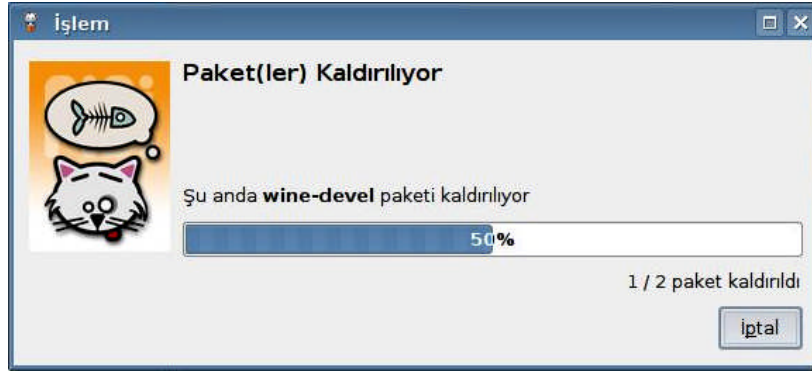 İşlem
Paket(ler) Kaldırılıyor
Şu anda wine-devel paketi kaldırılıyor
50%
1 / 2 paket kaldırıldı
İptal